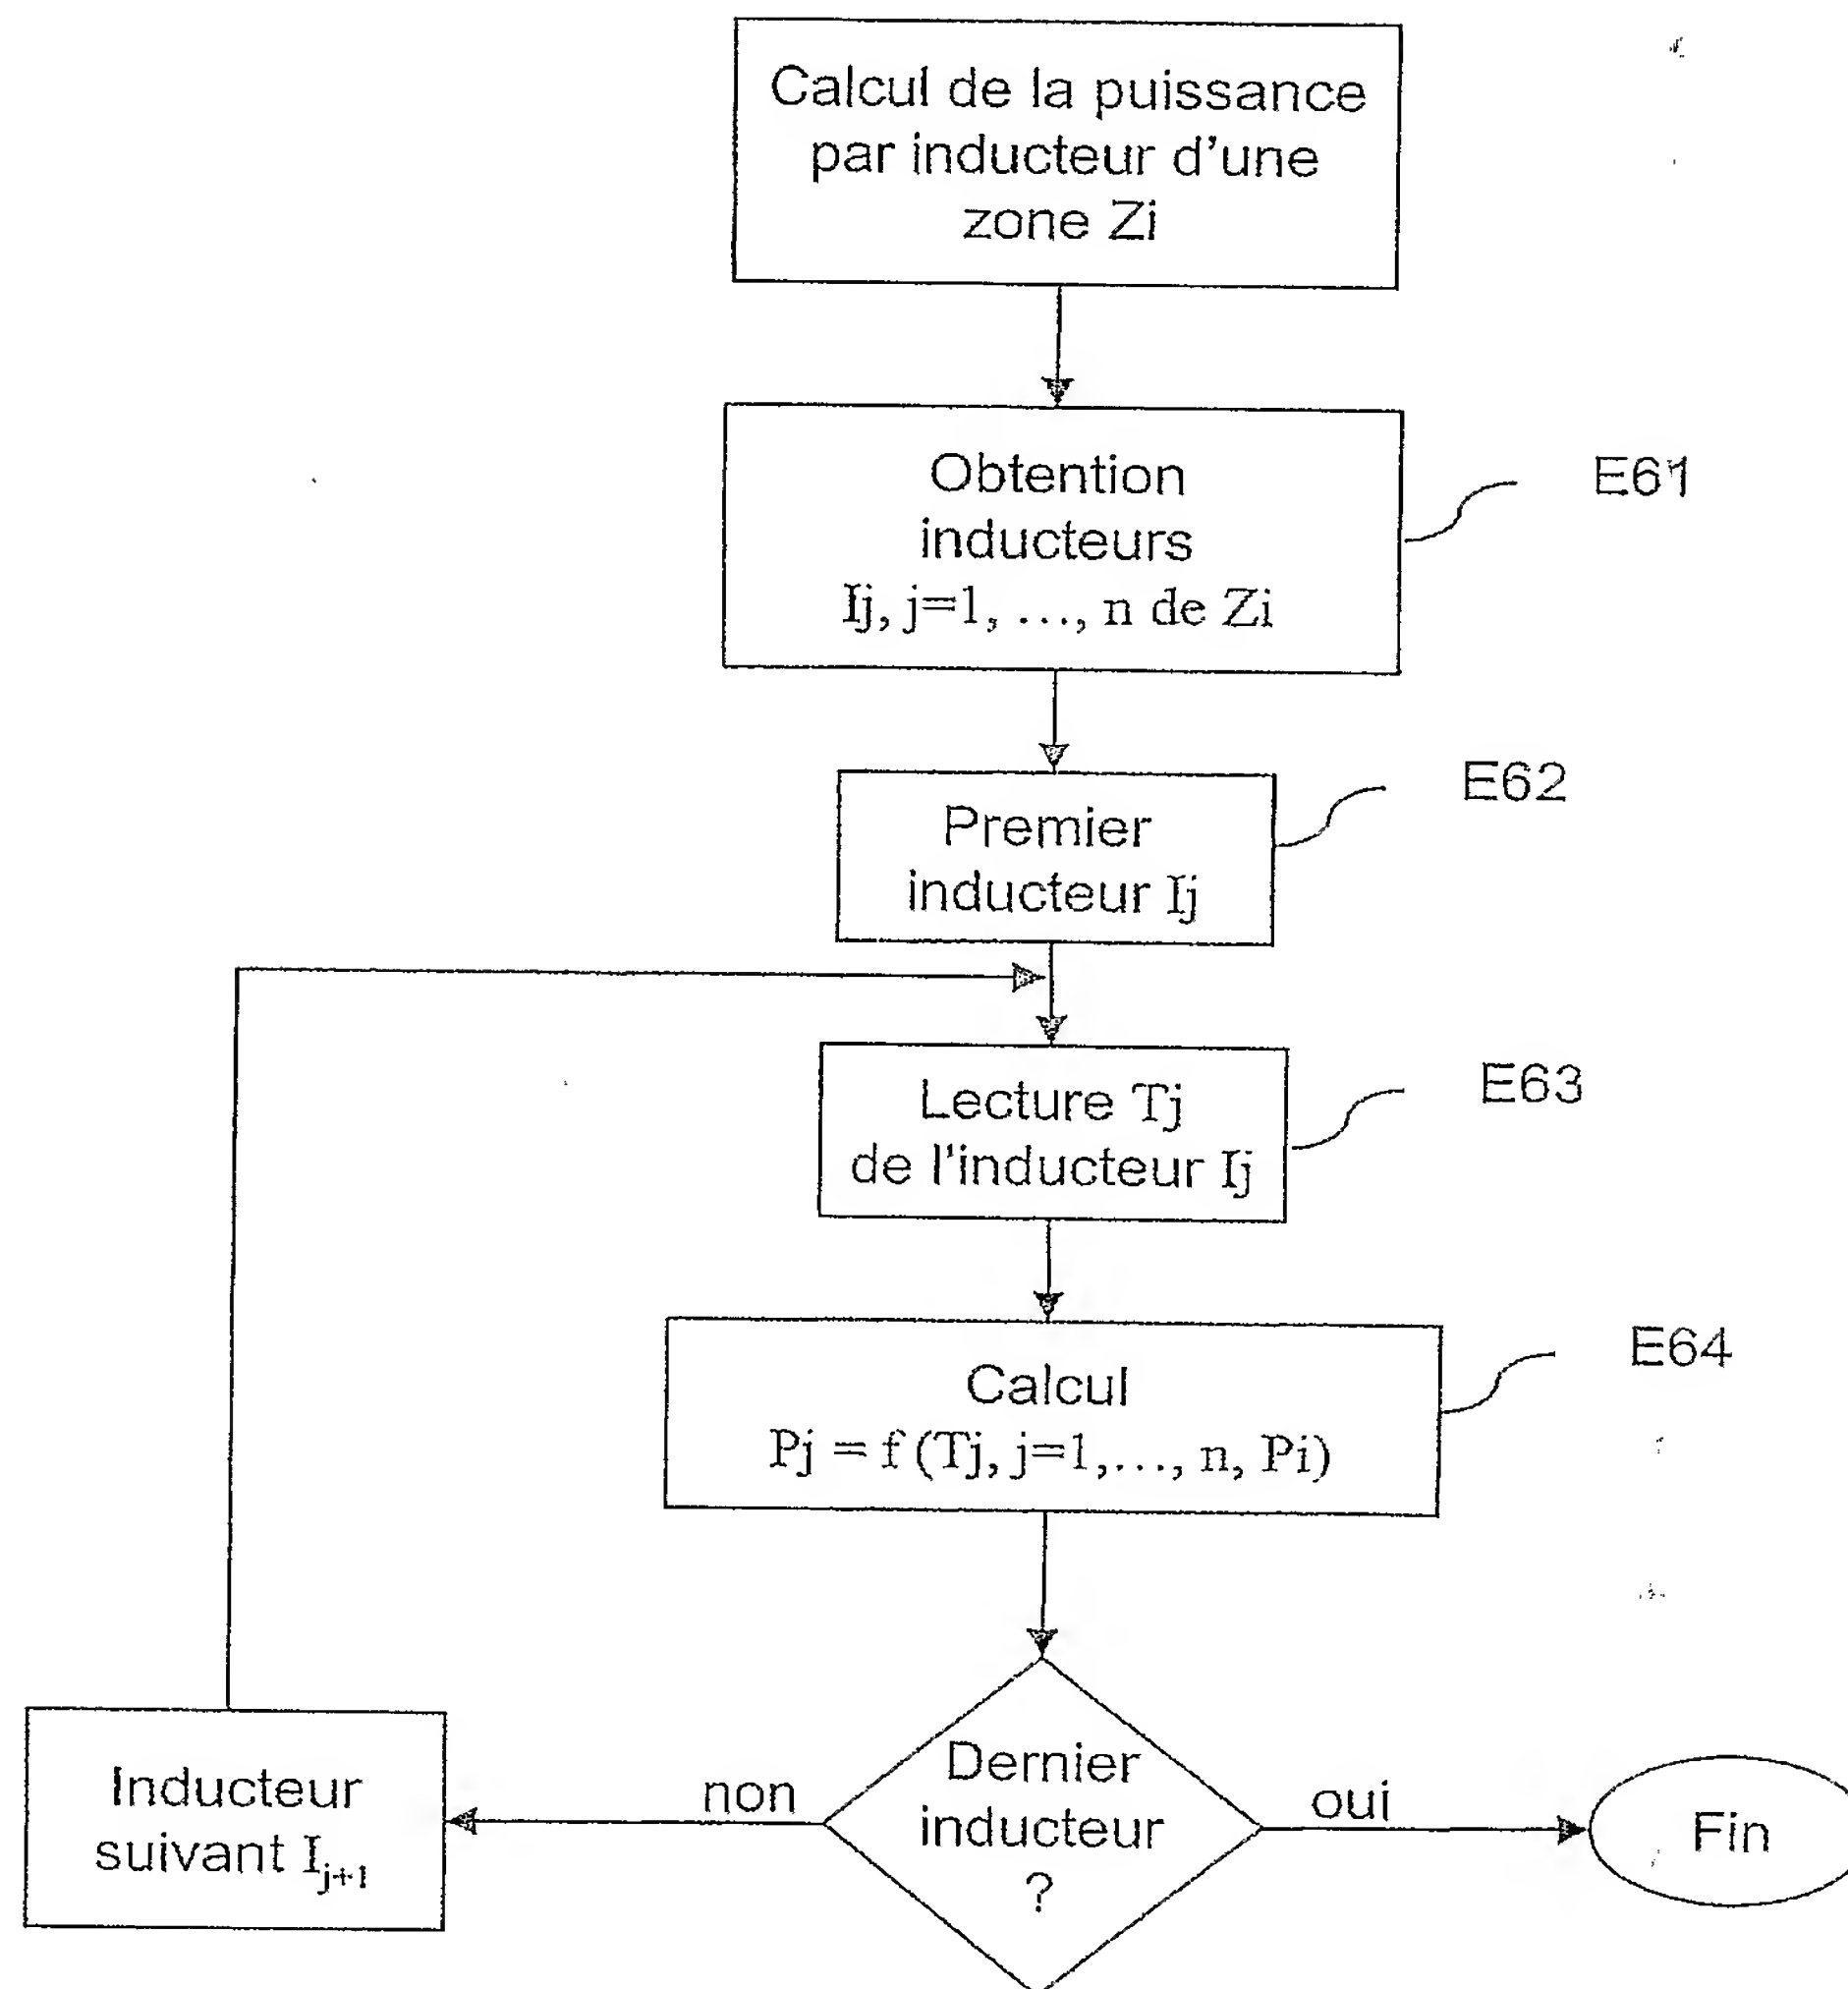 Calcul de la puissance
par inducteur d'une
zone Zi
Obtention
inducteurs
Ij, j=1, ..., n de Zi
E61
Premier
inducteur Ij
E62
Lecture Tj
de l'inducteur Ij
E63
Calcul
Pj = f (Tj, j=1,..., n, Pi)
E64
Dernier
inducteur
?
non
oui
Inducteur
suivant I_{j+1}
Fin